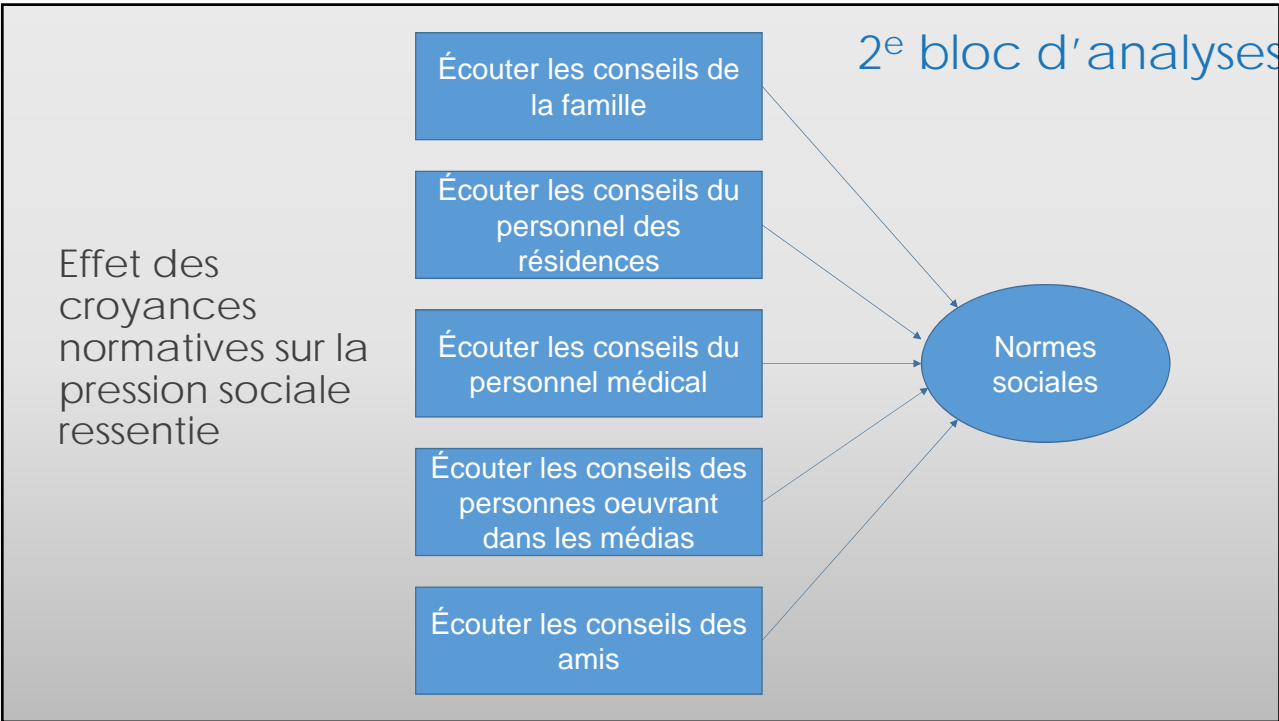 2e bloc d'analyses
Effet des
croyances
normatives sur la
pression sociale
ressentie
Écouter les conseils de
la famille
Écouter les conseils du
personnel des
résidences
Écouter les conseils du
personnel médical
Écouter les conseils des
personnes oeuvrant
dans les médias
Écouter les conseils des
amis
Normes
sociales